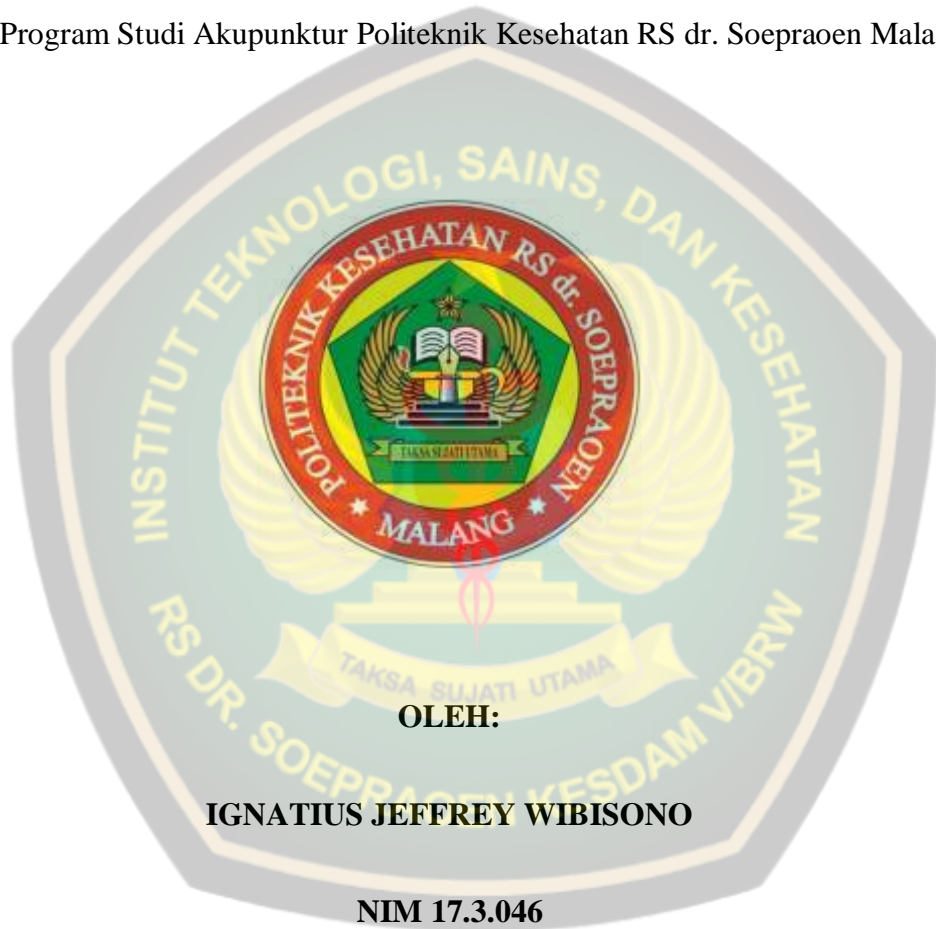 Program Studi Akupunktur Politeknik Kesehatan RS dr. Soepraoen Mala
INSTITUT TEKNOLOGI, SAINS, DAN KESEHATAN
POLITEKNIK KESEHATAN RS dr. SOEPRAOEN
TAKSA SUJATI UTAMA
* MALANG *
TAKSA SUJATI UTAMA
RS DR. SOEPRAOEN KESDAM V/BRW
OLEH:
IGNATIUS JEFFREY WIBISONO
NIM 17.3.046